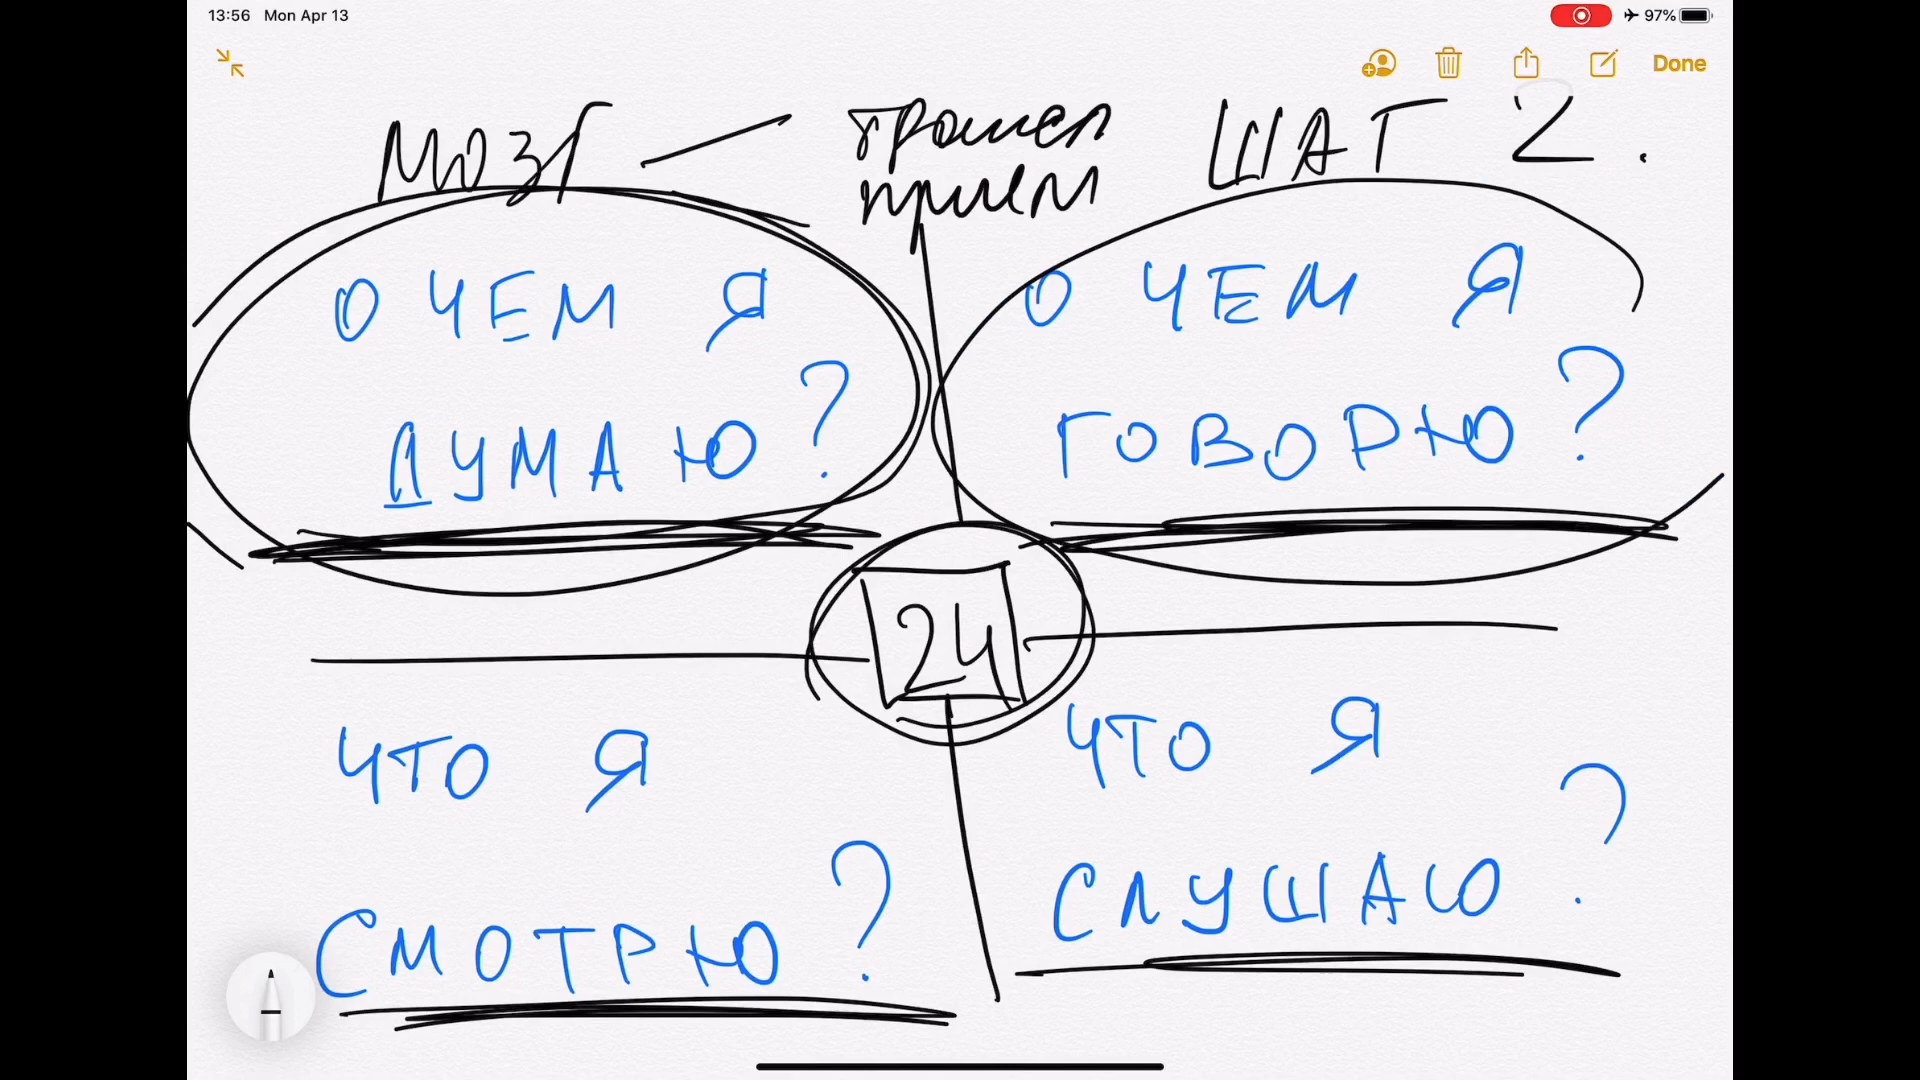 13:56 Mon Apr 13 97%
Done
МОЗГ прием ШАГ 2.
О ЧЕМ Я ДУМАЮ?
О ЧЕМ Я ГОВОРЮ?
24
ЧТО Я СМОТРЮ?
ЧТО Я СЛУШАЮ?